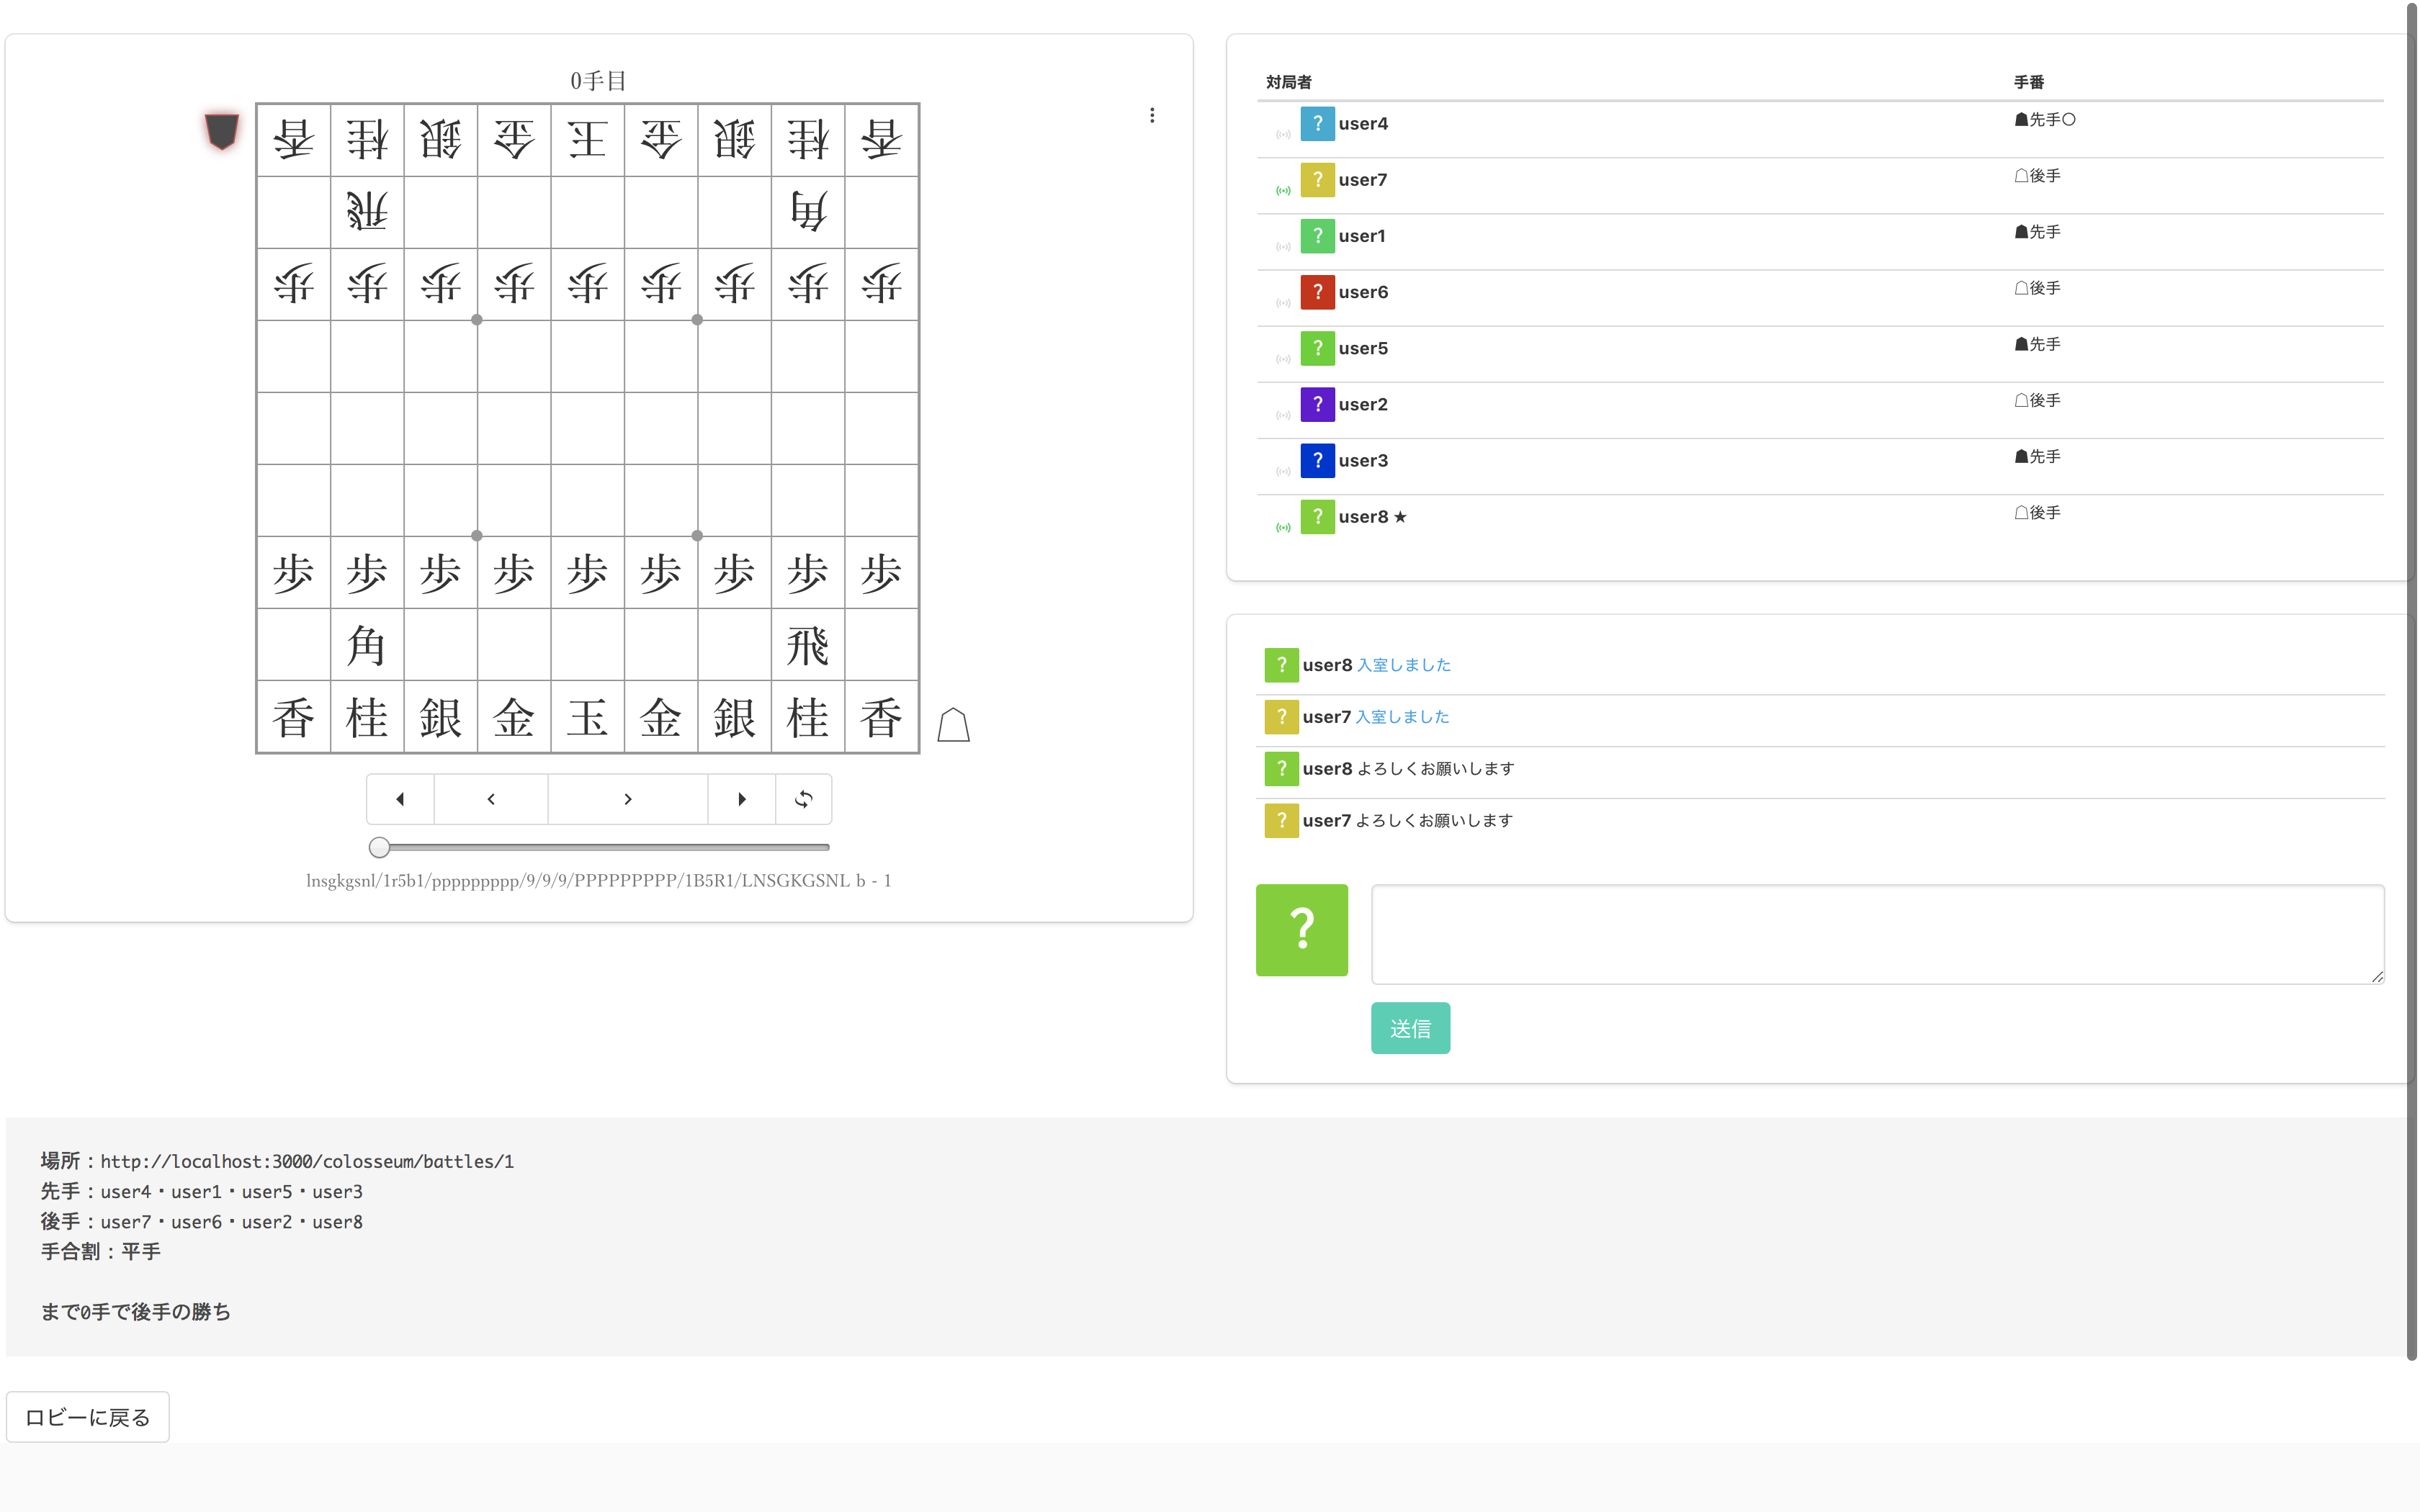 0手目
香桂銀金王金銀桂香
飛角
歩歩歩歩歩歩歩歩歩
歩歩歩歩歩歩歩歩歩
角飛
香桂銀金玉金銀桂香
lnsgkgsnl/1r5b1/ppppppppp/9/9/9/PPPPPPPPP/1B5R1/LNSGKGSNL b - 1
対局者 手番
? user4 ☗先手○
? user7 ☖後手
? user1 ☗先手
? user6 ☖後手
? user5 ☗先手
? user2 ☖後手
? user3 ☗先手
? user8 ★ ☖後手
? user8 入室しました
? user7 入室しました
? user8 よろしくお願いします
? user7 よろしくお願いします
?
送信
場所：http://localhost:3000/colosseum/battles/1
先手：user4・user1・user5・user3
後手：user7・user6・user2・user8
手合割：平手
まで0手で後手の勝ち
ロビーに戻る